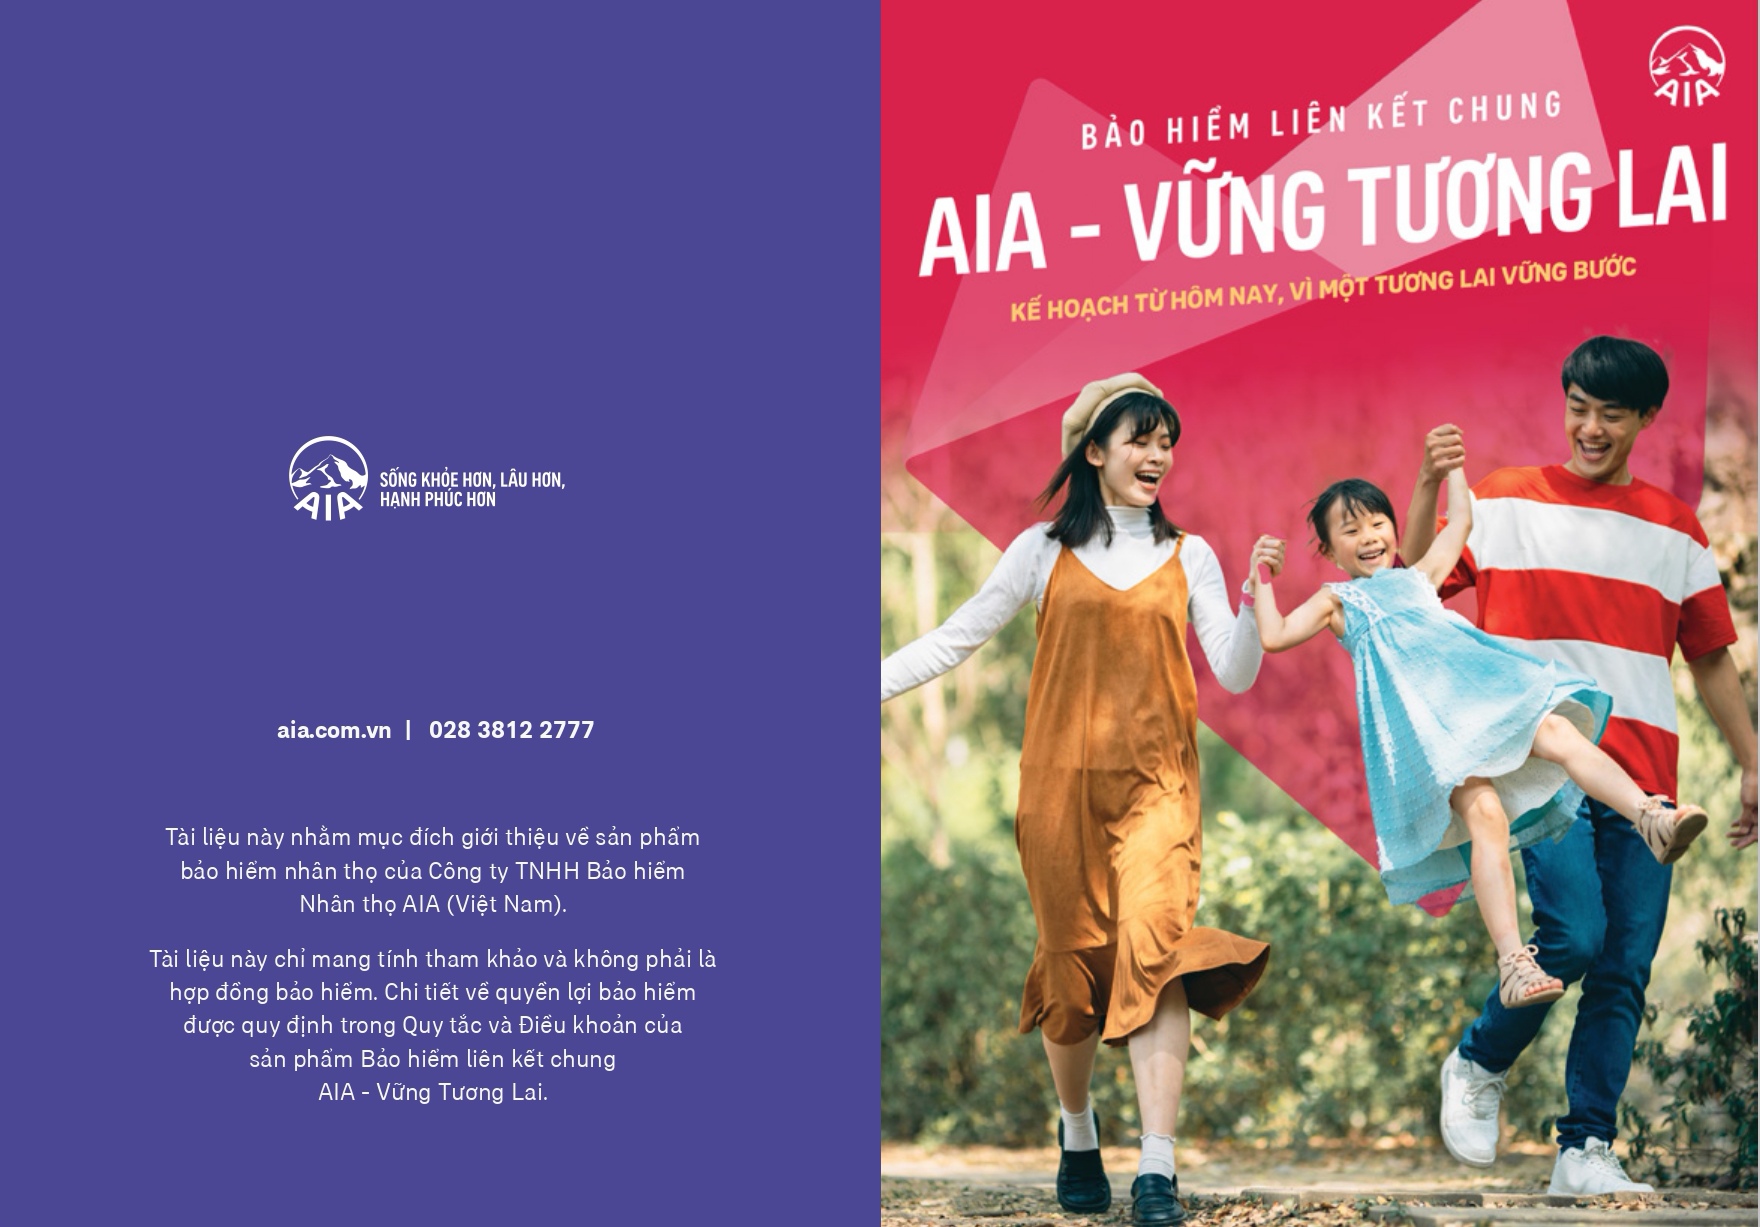 AIA
SỐNG KHỎE HƠN, LÂU HƠN,
HẠNH PHÚC HƠN
aia.com.vn | 028 3812 2777
Tài liệu này nhằm mục đích giới thiệu về sản phẩm
bảo hiểm nhân thọ của Công ty TNHH Bảo hiểm
Nhân thọ AIA (Việt Nam).
Tài liệu này chỉ mang tính tham khảo và không phải là
hợp đồng bảo hiểm. Chi tiết về quyền lợi bảo hiểm
được quy định trong Quy tắc và Điều khoản của
sản phẩm Bảo hiểm liên kết chung
AIA - Vững Tương Lai.
AIA
BẢO HIỂM LIÊN KẾT CHUNG
AIA - VỮNG TƯƠNG LAI
KẾ HOẠCH TỪ HÔM NAY, VÌ MỘT TƯƠNG LAI VỮNG BƯỚC